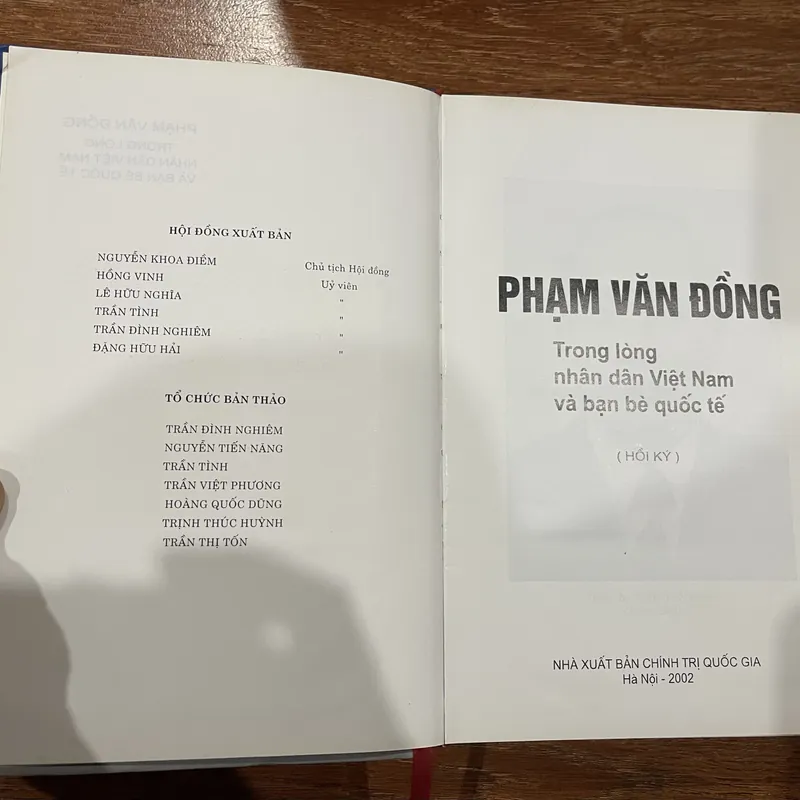 HỘI ĐỒNG XUẤT BẢN
NGUYỄN KHOA ĐIỀM Chủ tịch Hội đồng
HỒNG VINH Uỷ viên
LÊ HỮU NGHĨA "
TRẦN TÌNH "
TRẦN ĐÌNH NGHIÊM "
ĐẶNG HỮU HẢI "
TỔ CHỨC BẢN THẢO
TRẦN ĐÌNH NGHIÊM
NGUYỄN TIẾN NĂNG
TRẦN TÌNH
TRẦN VIỆT PHƯƠNG
HOÀNG QUỐC DŨNG
TRỊNH THÚC HUỲNH
TRẦN THỊ TỐN
PHẠM VĂN ĐỒNG
Trong lòng
nhân dân Việt Nam
và bạn bè quốc tế
( HỒI KÝ )
NHÀ XUẤT BẢN CHÍNH TRỊ QUỐC GIA
Hà Nội - 2002